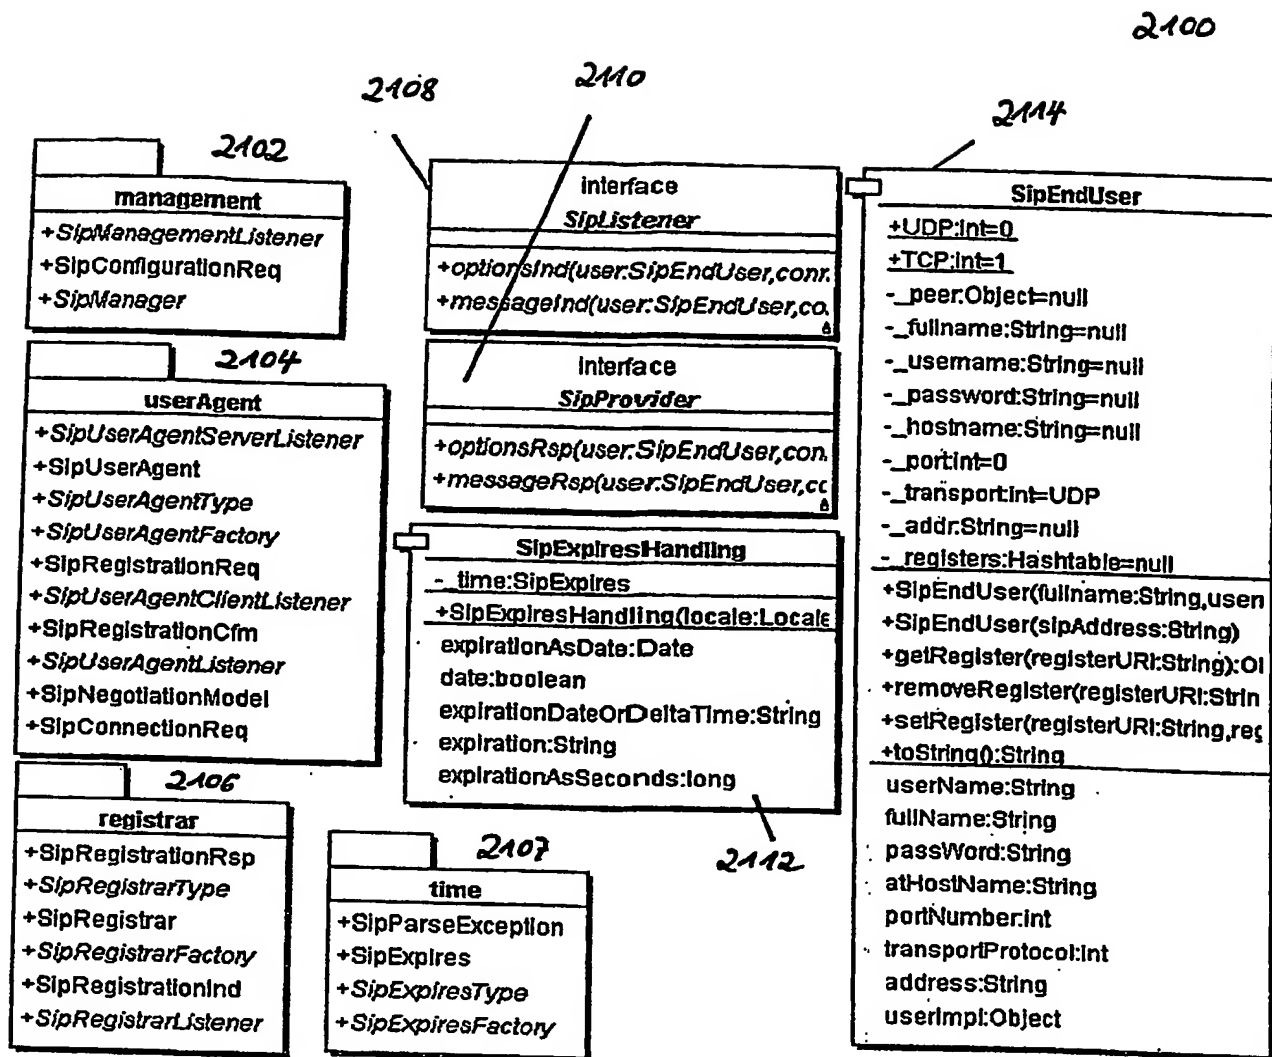 2100
2102
management
+SipManagementListener
+SipConfigurationReq
+SipManager
2104
userAgent
+SipUserAgentServerListener
+SipUserAgent
+SipUserAgentType
+SipUserAgentFactory
+SipRegistrationReq
+SipUserAgentClientListener
+SipRegistrationCfm
+SipUserAgentListener
+SipNegotiationModel
+SipConnectionReq
2106
registrar
+SipRegistrationRsp
+SipRegistrarType
+SipRegistrar
+SipRegistrarFactory
+SipRegistrationInd
+SipRegistrarListener
2107
time
+SipParseException
+SipExpires
+SipExpiresType
+SipExpiresFactory
2108
interface
SipListener
+optionsInd(user:SipEndUser,conr.
+messageInd(user:SipEndUser,co.
2110
interface
SipProvider
+optionsRsp(user:SipEndUser,con.
+messageRsp(user:SipEndUser,cc
SipExpiresHandling
-_time:SipExpires
+SipExpiresHandling(locale:Locale
expirationAsDate:Date
date:boolean
expirationDateOrDeltaTime:String
expiration:String
expirationAsSeconds:long
2112
2114
SipEndUser
+UDP:int=0
+TCP:int=1
-_peer:Object=null
-_fullname:String=null
-_username:String=null
-_password:String=null
-_hostname:String=null
-_port:int=0
-_transport:int=UDP
-_addr:String=null
-_registers:Hashtable=null
+SipEndUser(fullname:String,usern
+SipEndUser(sipAddress:String)
+getRegister(registerURI:String):Ol
+removeRegister(registerURI:Strin
+setRegister(registerURI:String,reg
+toString():String
userName:String
fullName:String
passWord:String
atHostName:String
portNumber:int
transportProtocol:int
address:String
userImpl:Object